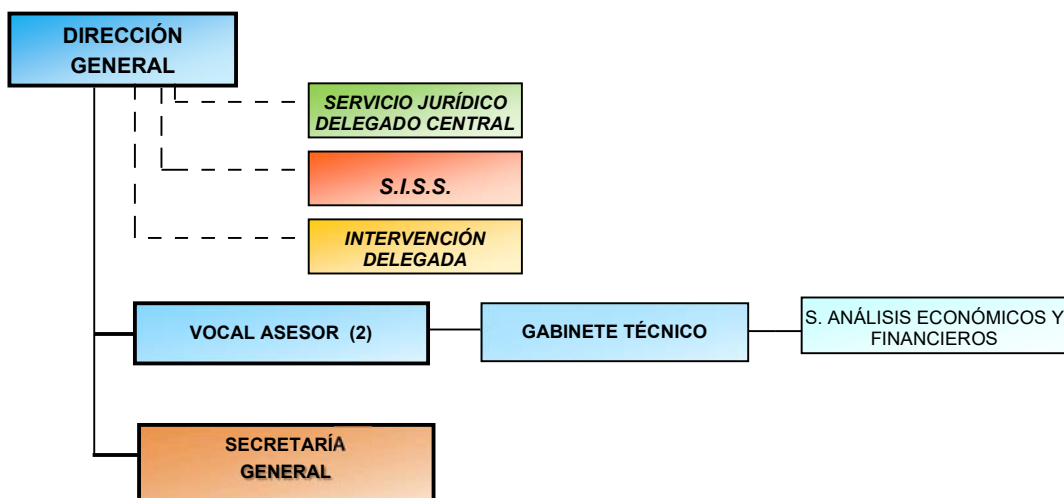 DIRECCIÓN
GENERAL
SERVICIO JURÍDICO
DELEGADO CENTRAL
S.I.S.S.
INTERVENCIÓN
DELEGADA
VOCAL ASESOR (2)
GABINETE TÉCNICO
S. ANÁLISIS ECONÓMICOS Y
FINANCIEROS
SECRETARÍA
GENERAL